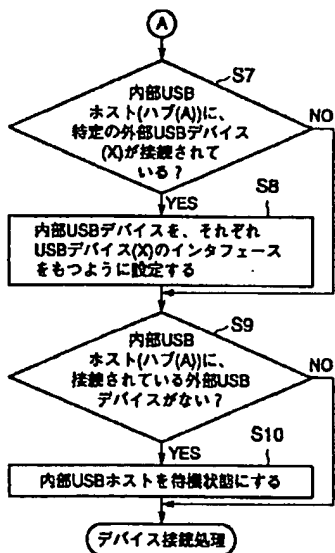 A
S7
内部USB
ホスト(ハブ(A))に、
特定の外部USBデバイス
(X)が接続されて
いる？
NO
YES
S8
内部USBデバイスを、それぞれ
USBデバイス(X)のインタフェース
をもつように設定する
S9
内部USB
ホスト(ハブ(A))に、
接続されている外部USB
デバイスがない？
NO
YES
S10
内部USBホストを待機状態にする
デバイス接続処理